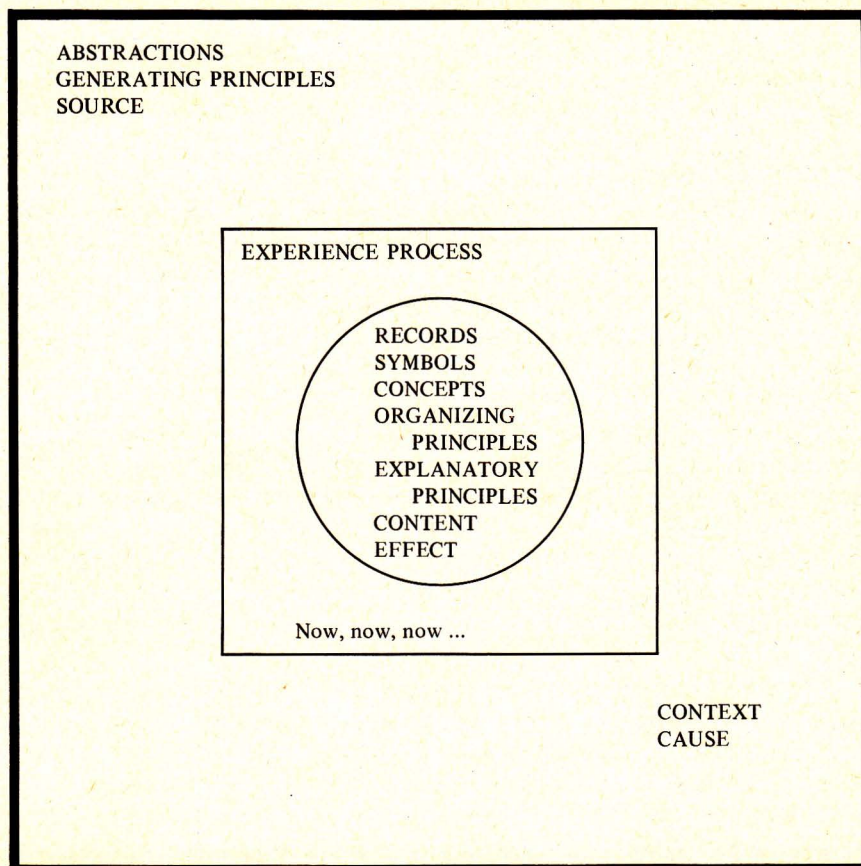 ABSTRACTIONS
GENERATING PRINCIPLES
SOURCE
EXPERIENCE PROCESS
RECORDS
SYMBOLS
CONCEPTS
ORGANIZING
PRINCIPLES
EXPLANATORY
PRINCIPLES
CONTENT
EFFECT
Now, now, now ...
CONTEXT
CAUSE